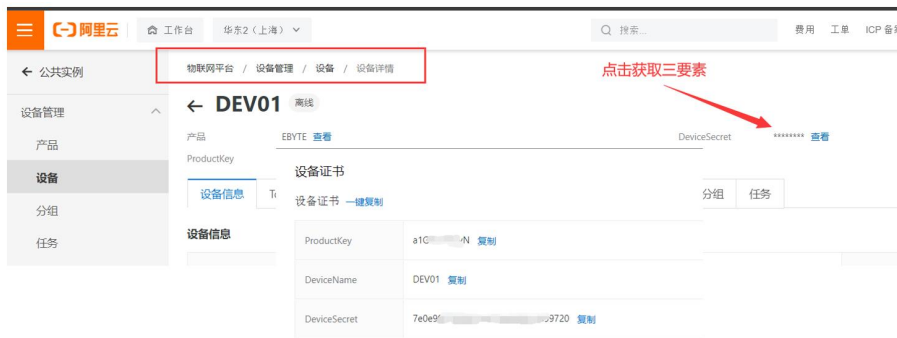 阿里云 工作台 华东2（上海） 搜索... 费用 工单 ICP
公共实例 物联网平台 / 设备管理 / 设备 / 设备详情 点击获取三要素
设备管理 DEV01 离线
产品 产品 EBYTE 查看 DeviceSecret ******** 查看
ProductKey
设备 设备证书
设备信息 分组 任务
设备证书 一键复制
分组
设备信息 ProductKey a1G N 复制
任务
DeviceName DEV01 复制
DeviceSecret 7e0e9 9720 复制